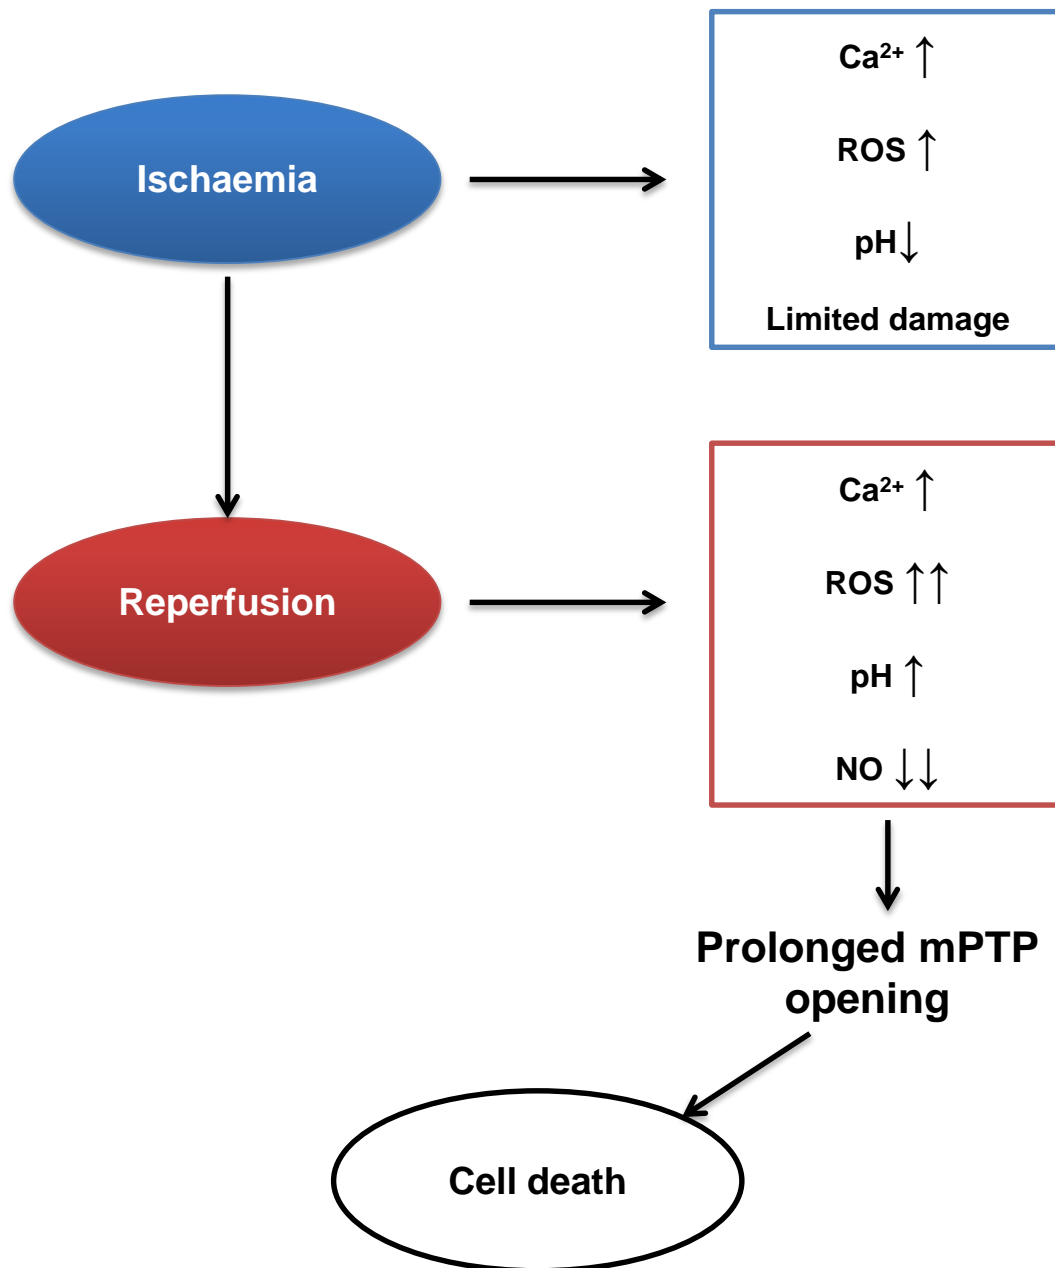 Ischaemia
Ca²⁺ ↑
ROS ↑
pH↓
Limited damage
Reperfusion
Ca²⁺ ↑
ROS ↑↑
pH ↑
NO ↓↓
Prolonged mPTP
opening
Cell death